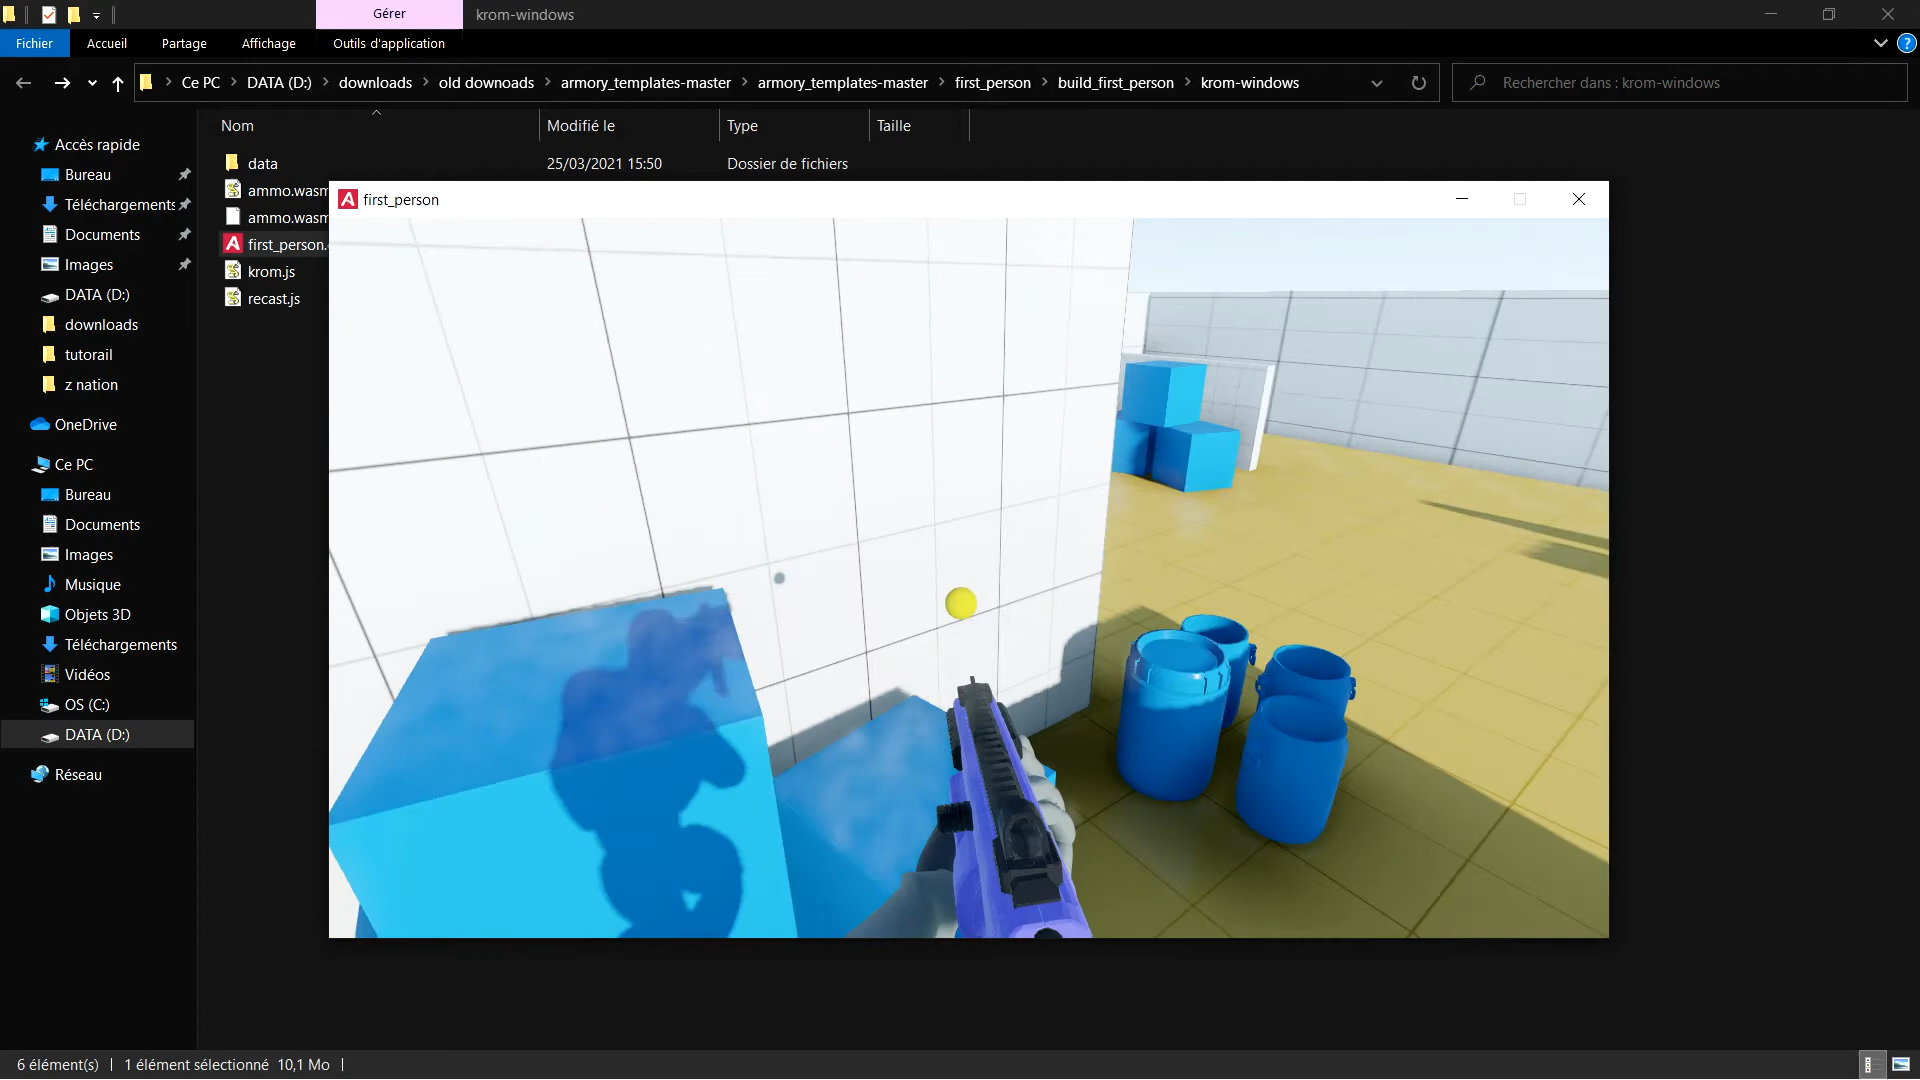 Gérer
krom-windows
Fichier
Accueil
Partage
Affichage
Outils d'application
Ce PC
DATA (D:)
downloads
old downoads
armory_templates-master
armory_templates-master
first_person
build_first_person
krom-windows
Rechercher dans : krom-windows
Nom
Modifié le
Type
Taille
Accès rapide
Bureau
Téléchargements
Documents
Images
DATA (D:)
downloads
tutorail
z nation
OneDrive
Ce PC
Bureau
Documents
Images
Musique
Objets 3D
Téléchargements
Vidéos
OS (C:)
DATA (D:)
Réseau
data
25/03/2021 15:50
Dossier de fichiers
ammo.wasm
ammo.wasm
first_person.
krom.js
recast.js
first_person
6 élément(s)
1 élément sélectionné 10,1 Mo